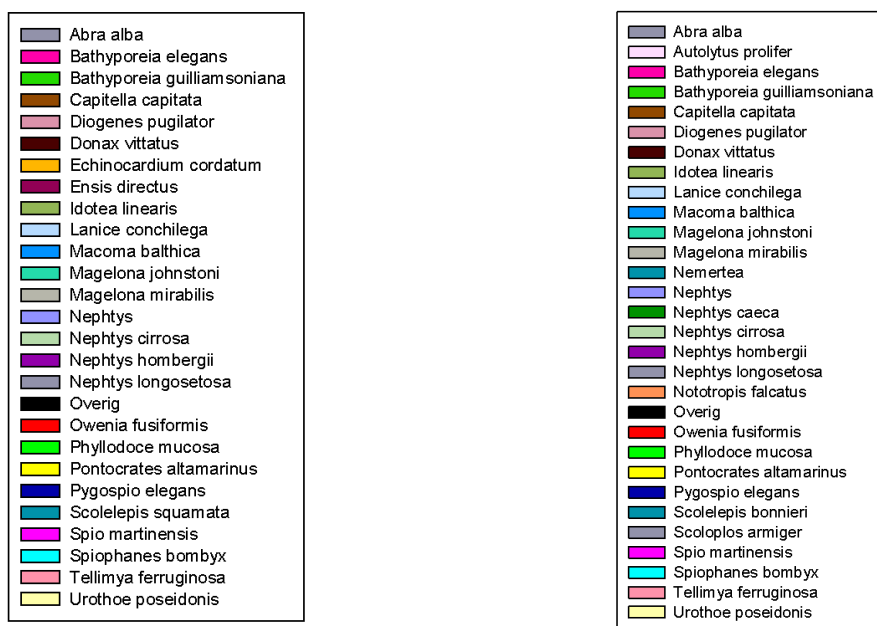 Abra alba
Bathyporeia elegans
Bathyporeia guilliamsoniana
Capitella capitata
Diogenes pugilator
Donax vittatus
Echinocardium cordatum
Ensis directus
Idotea linearis
Lanice conchilega
Macoma balthica
Magelona johnstoni
Magelona mirabilis
Nephtys
Nephtys cirrosa
Nephtys hombergii
Nephtys longosetosa
Overig
Owenia fusiformis
Phyllodoce mucosa
Pontocrates altamarinus
Pygospio elegans
Scolelepis squamata
Spio martinensis
Spiophanes bombyx
Tellimya ferruginosa
Urothoe poseidonis
Abra alba
Autolytus prolifer
Bathyporeia elegans
Bathyporeia guilliamsoniana
Capitella capitata
Diogenes pugilator
Donax vittatus
Idotea linearis
Lanice conchilega
Macoma balthica
Magelona johnstoni
Magelona mirabilis
Nemertea
Nephtys
Nephtys caeca
Nephtys cirrosa
Nephtys hombergii
Nephtys longosetosa
Nototropis falcatus
Overig
Owenia fusiformis
Phyllodoce mucosa
Pontocrates altamarinus
Pygospio elegans
Scolelepis bonnieri
Scoloplos armiger
Spio martinensis
Spiophanes bombyx
Tellimya ferruginosa
Urothoe poseidonis